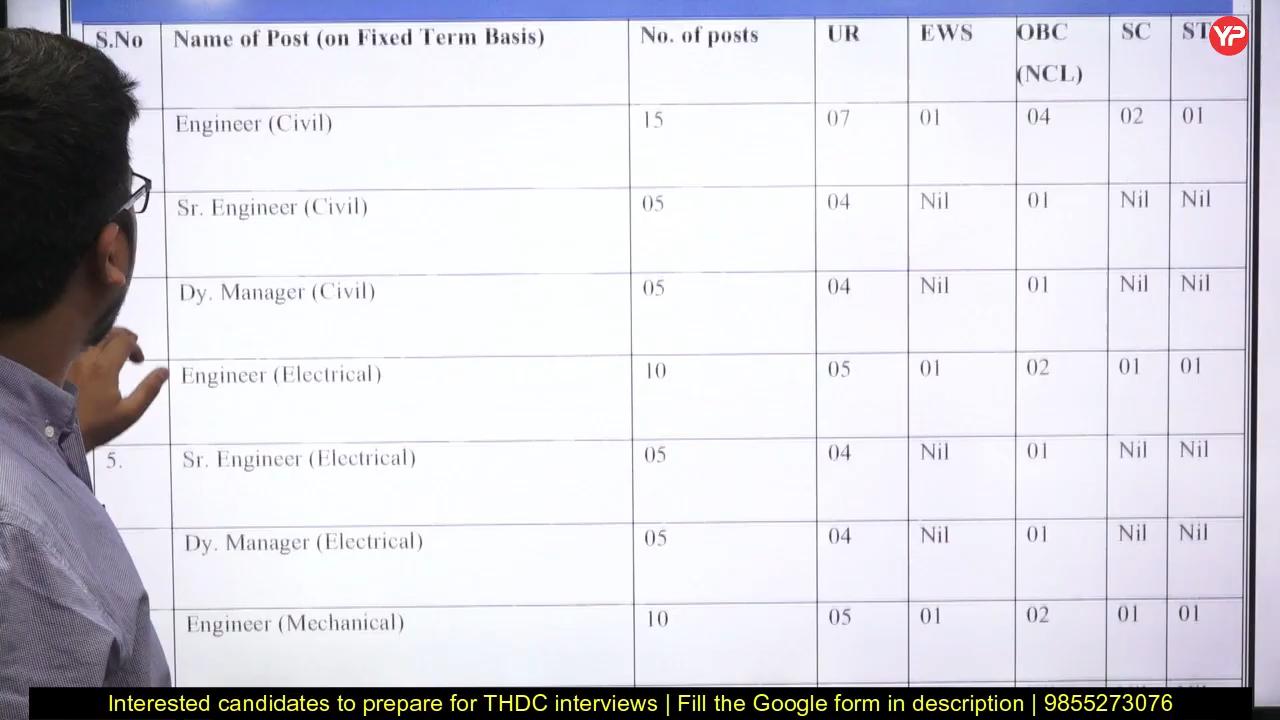 S.No Name of Post (on Fixed Term Basis) No. of posts UR EWS OBC (NCL) SC ST
YP
Engineer (Civil) 15 07 01 04 02 01
Sr. Engineer (Civil) 05 04 Nil 01 Nil Nil
Dy. Manager (Civil) 05 04 Nil 01 Nil Nil
Engineer (Electrical) 10 05 01 02 01 01
5. Sr. Engineer (Electrical) 05 04 Nil 01 Nil Nil
Dy. Manager (Electrical) 05 04 Nil 01 Nil Nil
Engineer (Mechanical) 10 05 01 02 01 01
Interested candidates to prepare for THDC interviews | Fill the Google form in description | 9855273076